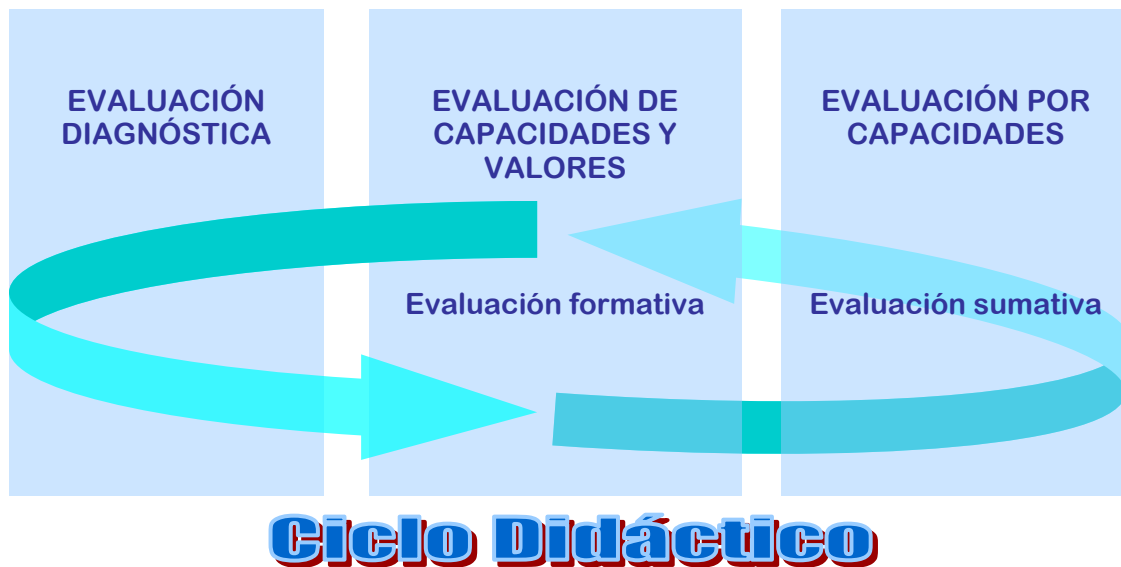 EVALUACIÓN
DIAGNÓSTICA
EVALUACIÓN DE
CAPACIDADES Y
VALORES
EVALUACIÓN POR
CAPACIDADES
Evaluación formativa
Evaluación sumativa
Ciclo Didáctico